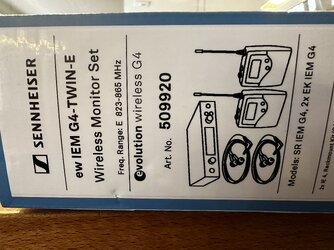 SENNHEISER
ew IEM G4-TWIN-E
Wireless Monitor Set
Freq. Range: E 823-865 MHz
evolution wireless G4
Art. No. 509920
Models: SR IEM G4, 2x EK IEM G4